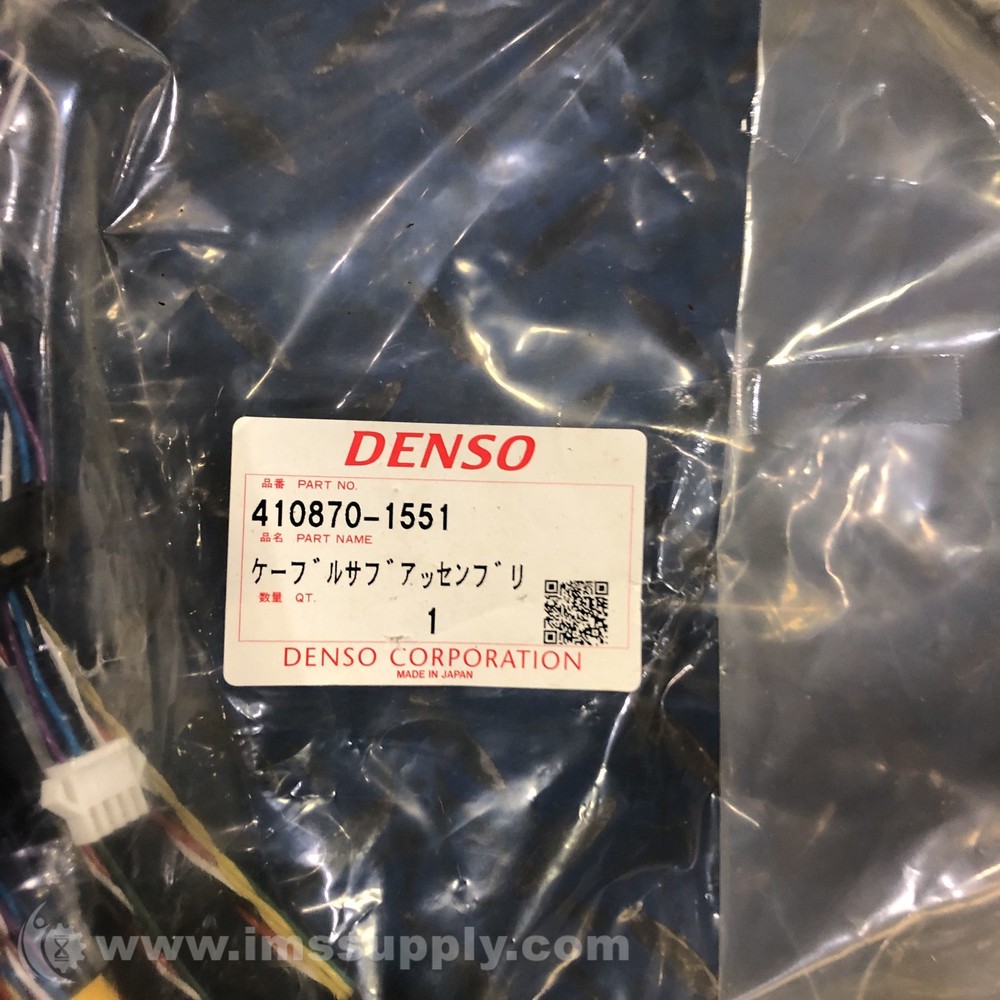 DENSO
品番 PART NO.
410870-1551
品名 PART NAME
ケーブルサブアッセンブリ
数量 QT.
1
DENSO CORPORATION
MADE IN JAPAN
www.imssupply.com